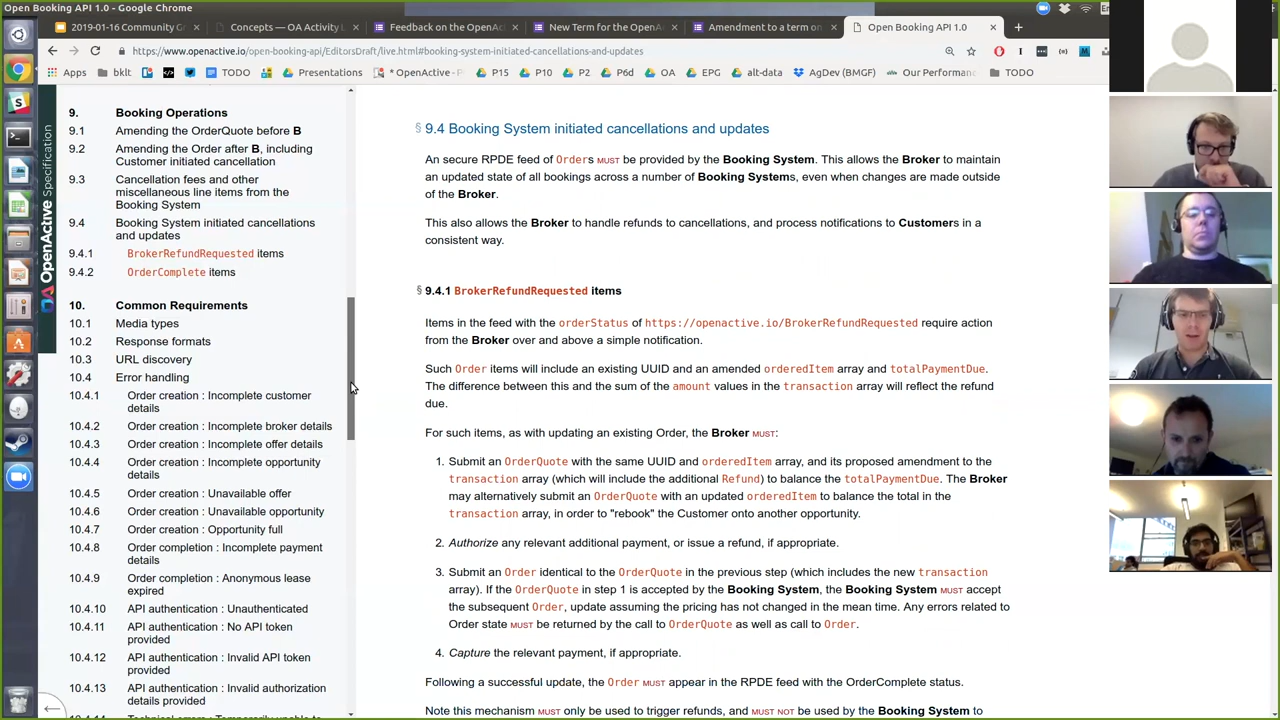 Open Booking API 1.0 - Google Chrome
2019-01-16 Community Gr
Concepts — OA Activity L
Feedback on the OpenA
New Term for the OpenA
Amendment to a term on
Open Booking API 1.0
https://www.openactive.io/open-booking-api/EditorsDraft/live.html#booking-system-initiated-cancellations-and-updates
Apps
bklt
TODO
Presentations
* OpenActive - P
P15
P10
P2
P6d
OA
EPG
alt-data
AgDev (BMGF)
Our Performanc
TODO
OpenActive Specification
9. Booking Operations
9.1 Amending the OrderQuote before B
9.2 Amending the Order after B, including
Customer initiated cancellation
9.3 Cancellation fees and other
miscellaneous line items from the
Booking System
9.4 Booking System initiated cancellations
and updates
9.4.1 BrokerRefundRequested items
9.4.2 OrderComplete items
10. Common Requirements
10.1 Media types
10.2 Response formats
10.3 URL discovery
10.4 Error handling
10.4.1 Order creation : Incomplete customer
details
10.4.2 Order creation : Incomplete broker details
10.4.3 Order creation : Incomplete offer details
10.4.4 Order creation : Incomplete opportunity
details
10.4.5 Order creation : Unavailable offer
10.4.6 Order creation : Unavailable opportunity
10.4.7 Order creation : Opportunity full
10.4.8 Order completion : Incomplete payment
details
10.4.9 Order completion : Anonymous lease
expired
10.4.10 API authentication : Unauthenticated
10.4.11 API authentication : No API token
provided
10.4.12 API authentication : Invalid API token
provided
10.4.13 API authentication : Invalid authorization
details provided
§ 9.4 Booking System initiated cancellations and updates
An secure RPDE feed of Orders MUST be provided by the Booking System. This allows the Broker to maintain
an updated state of all bookings across a number of Booking Systems, even when changes are made outside
of the Broker.
This also allows the Broker to handle refunds to cancellations, and process notifications to Customers in a
consistent way.
§ 9.4.1 BrokerRefundRequested items
Items in the feed with the orderStatus of https://openactive.io/BrokerRefundRequested require action
from the Broker over and above a simple notification.
Such Order items will include an existing UUID and an amended orderedItem array and totalPaymentDue.
The difference between this and the sum of the amount values in the transaction array will reflect the refund
due.
For such items, as with updating an existing Order, the Broker MUST:
1. Submit an OrderQuote with the same UUID and orderedItem array, and its proposed amendment to the
transaction array (which will include the additional Refund) to balance the totalPaymentDue. The Broker
may alternatively submit an OrderQuote with an updated orderedItem to balance the total in the
transaction array, in order to "rebook" the Customer onto another opportunity.
2. Authorize any relevant additional payment, or issue a refund, if appropriate.
3. Submit an Order identical to the OrderQuote in the previous step (which includes the new transaction
array). If the OrderQuote in step 1 is accepted by the Booking System, the Booking System MUST accept
the subsequent Order, update assuming the pricing has not changed in the mean time. Any errors related to
Order state MUST be returned by the call to OrderQuote as well as call to Order.
4. Capture the relevant payment, if appropriate.
Following a successful update, the Order MUST appear in the RPDE feed with the OrderComplete status.
Note this mechanism MUST only be used to trigger refunds, and MUST NOT be used by the Booking System to